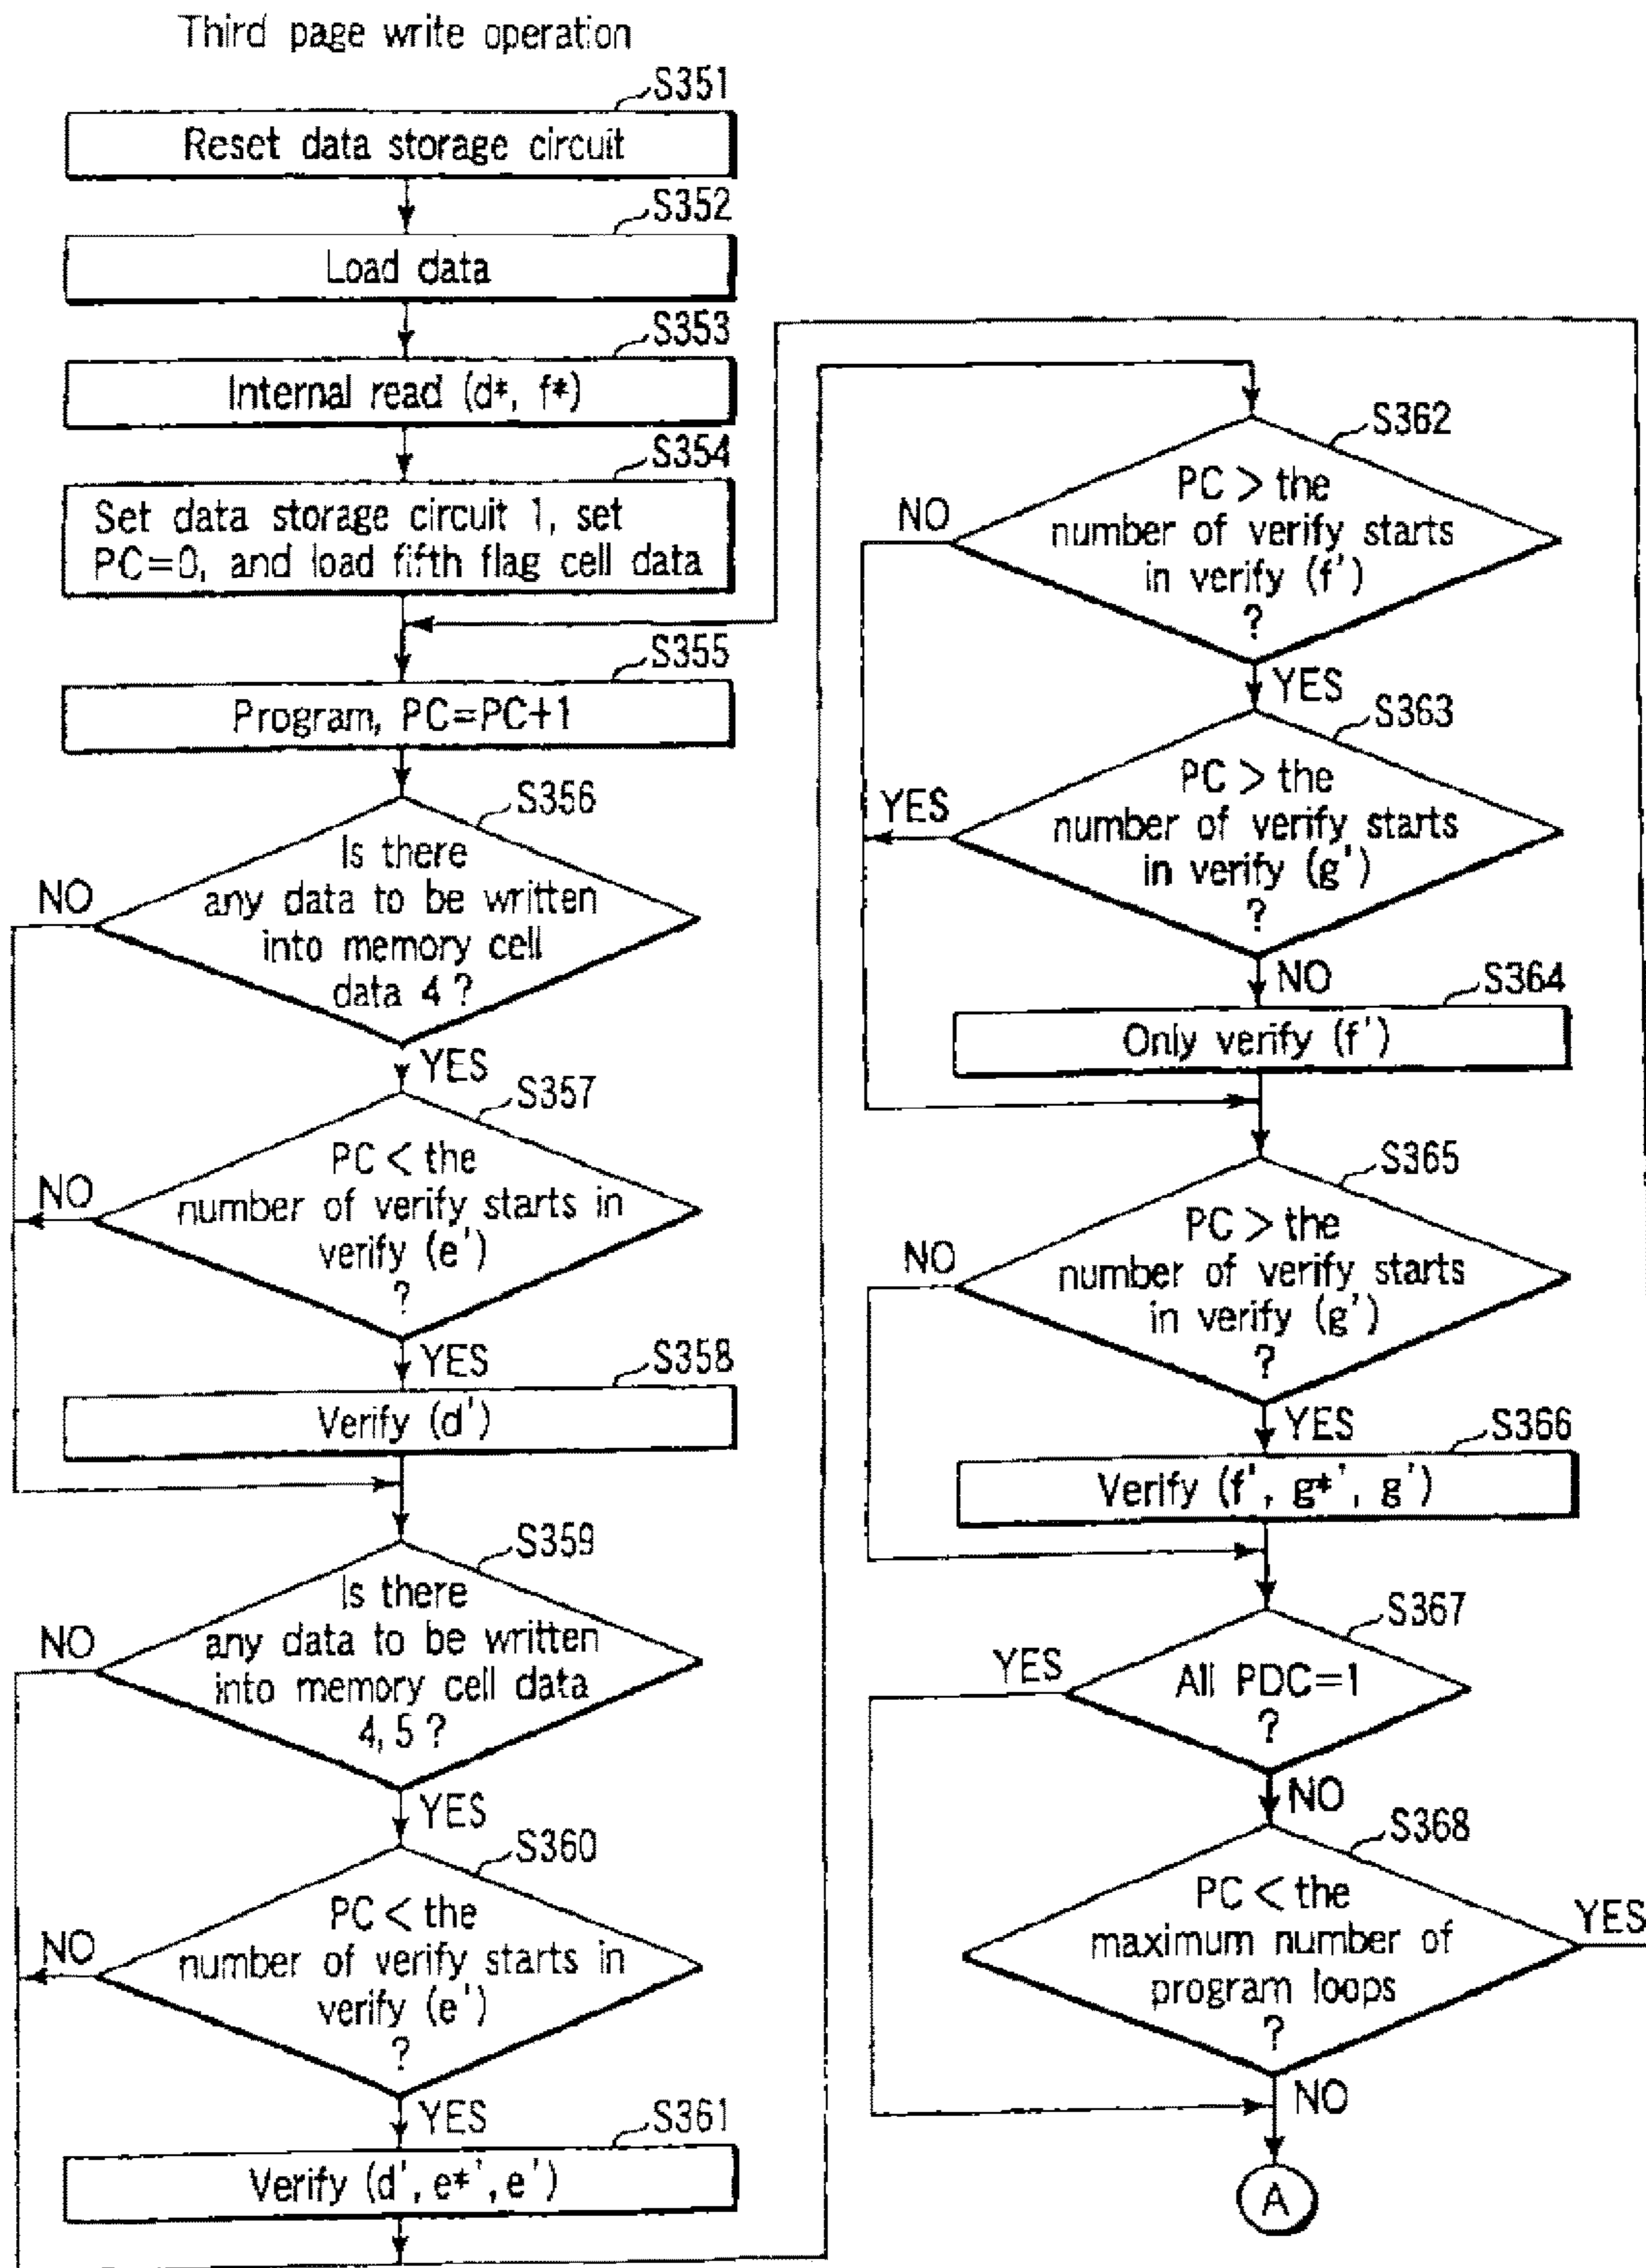 Third page write operation
S351
Reset data storage circuit
S352
Load data
S353
Internal read (d*, f*)
S354
Set data storage circuit 1, set
PC=0, and load fifth flag cell data
S355
Program, PC=PC+1
S356
Is there
any data to be written
into memory cell
data 4 ?
NO
YES
S357
PC < the
number of verify starts in
verify (e')
?
NO
YES
S358
Verify (d')
S359
Is there
any data to be written
into memory cell data
4, 5 ?
NO
YES
S360
PC < the
number of verify starts in
verify (e')
?
NO
YES
S361
Verify (d', e*', e')
S362
PC > the
number of verify starts
in verify (f')
?
NO
YES
S363
PC > the
number of verify starts
in verify (g')
?
YES
NO
S364
Only verify (f')
S365
PC > the
number of verify starts
in verify (g')
?
NO
YES
S366
Verify (f', g*', g')
S367
All PDC=1
?
YES
NO
S368
PC < the
maximum number of
program loops
?
YES
NO
A